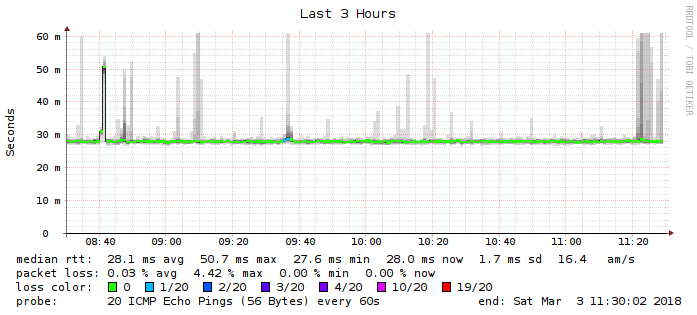 Last 3 Hours
RRDTOOL / TOBI OETIKER
Seconds
60 m
50 m
40 m
30 m
20 m
10 m
0
08:40 09:00 09:20 09:40 10:00 10:20 10:40 11:00 11:20
median rtt: 28.1 ms avg 50.7 ms max 27.6 ms min 28.0 ms now 1.7 ms sd 16.4 am/s
packet loss: 0.03 % avg 4.42 % max 0.00 % min 0.00 % now
loss color: 0 1/20 2/20 3/20 4/20 10/20 19/20
probe: 20 ICMP Echo Pings (56 Bytes) every 60s end: Sat Mar 3 11:30:02 2018